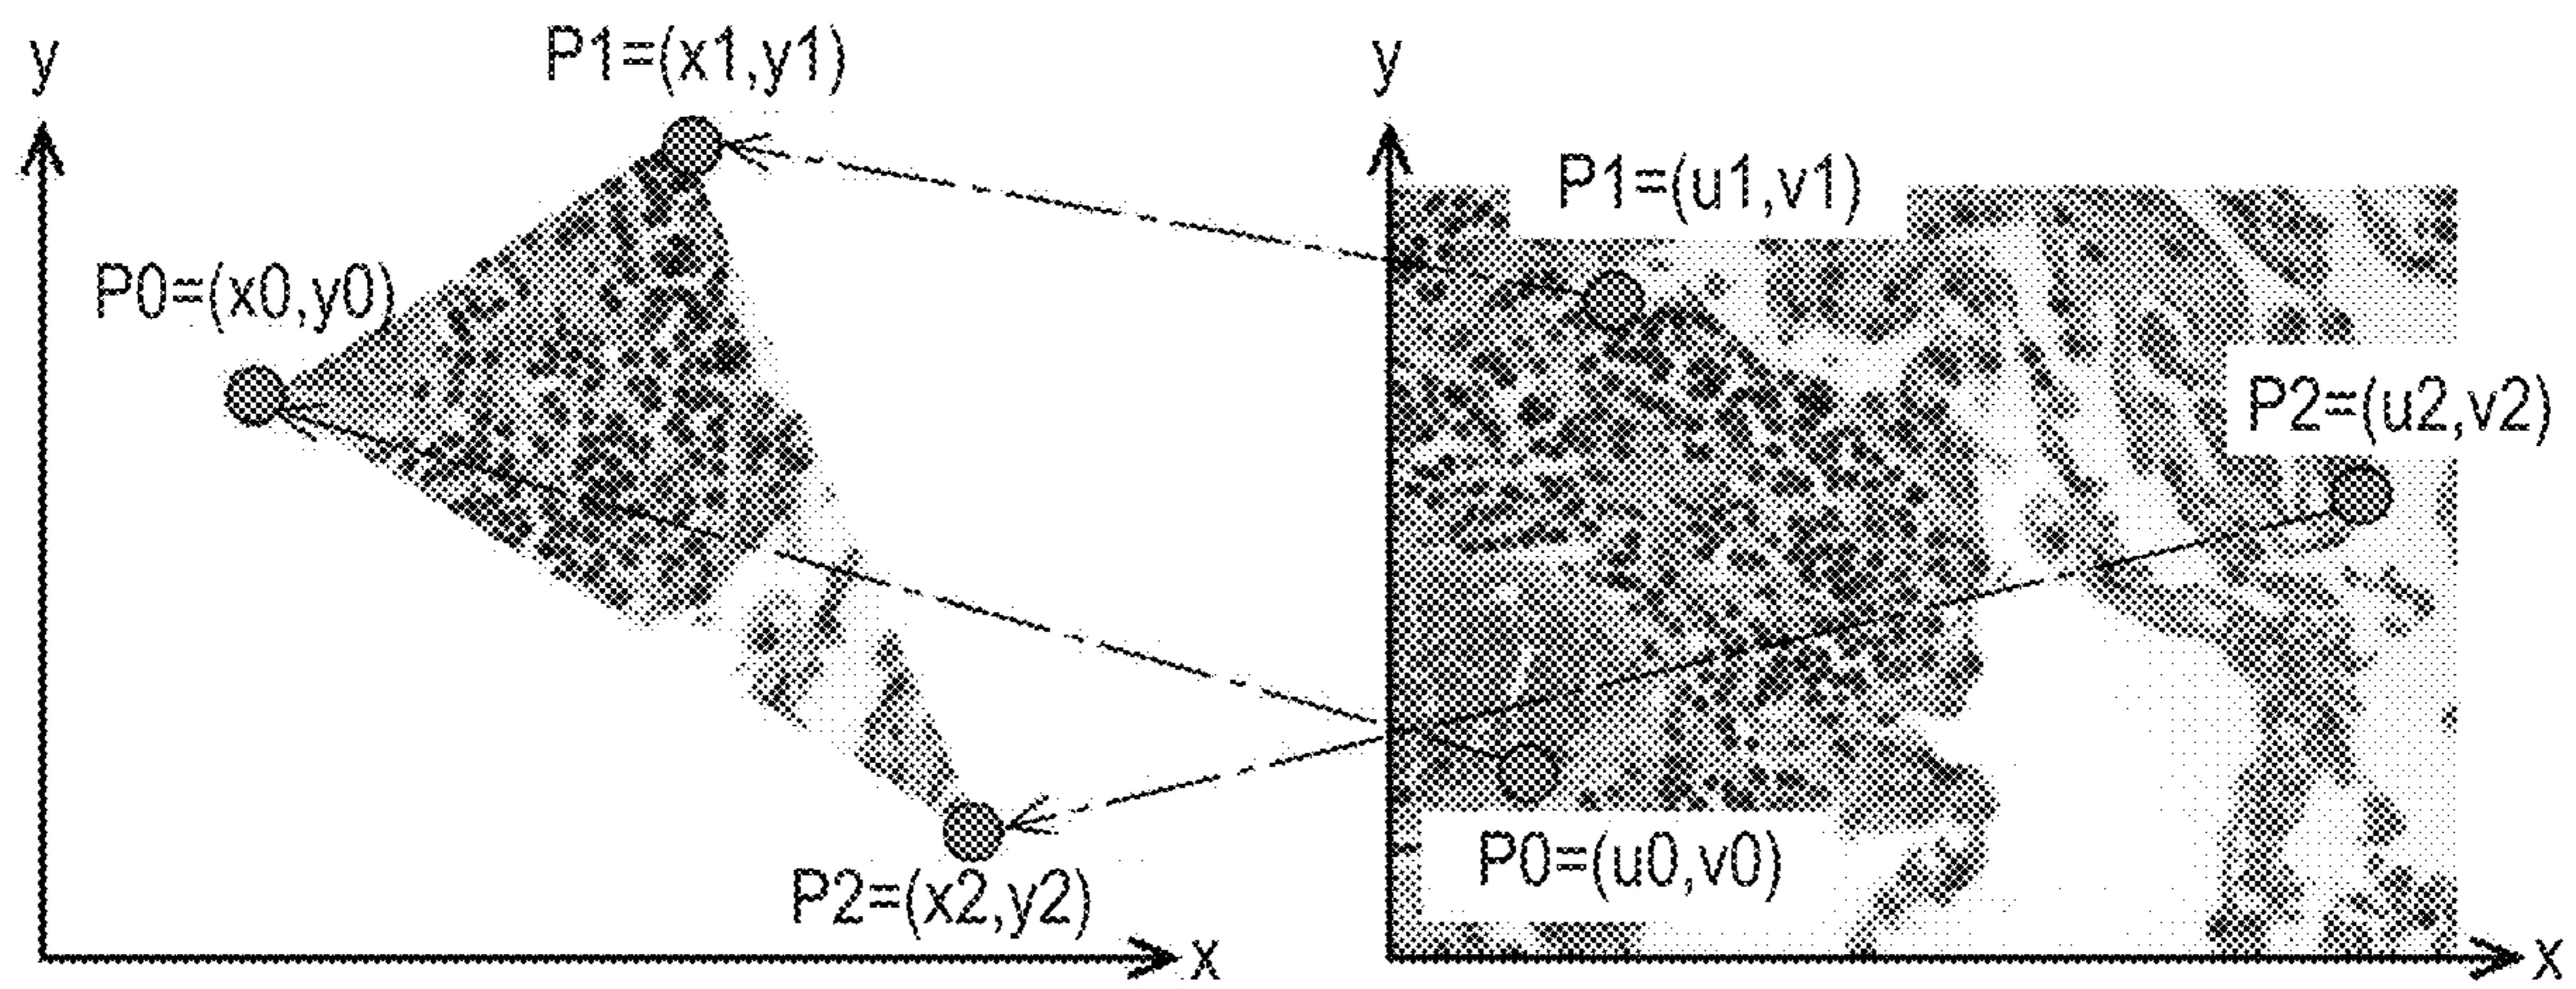 y
P1=(x1,y1)
P0=(x0,y0)
P2=(x2,y2)
x
y
P1=(u1,v1)
P2=(u2,v2)
P0=(u0,v0)
x